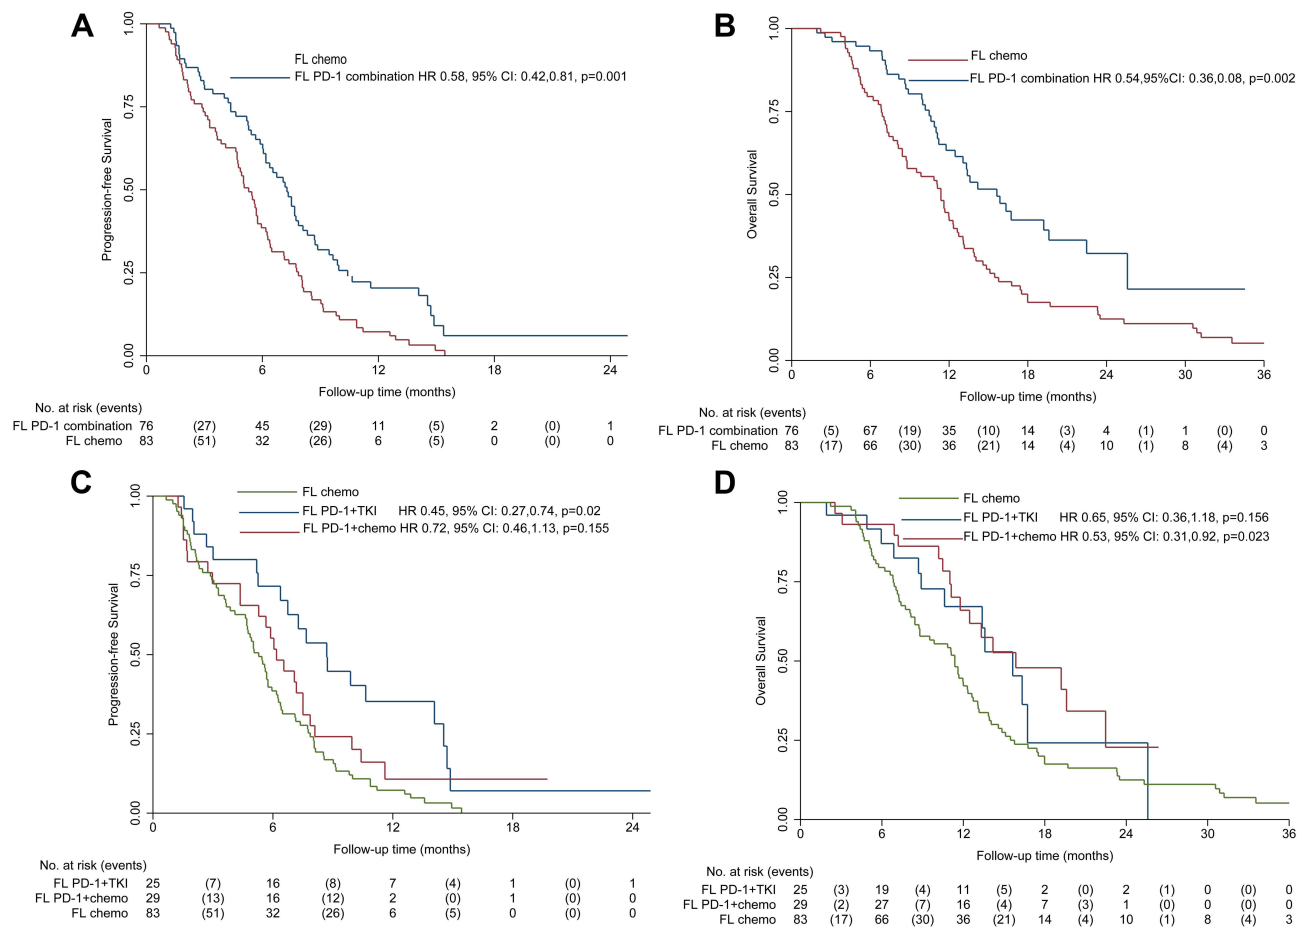 A
1.00
0.75
0.50
0.25
0.00
Progression-free Survival
FL chemo
FL PD-1 combination HR 0.58, 95% CI: 0.42,0.81, p=0.001
0 6 12 18 24
Follow-up time (months)
No. at risk (events)
FL PD-1 combination 76 (27) 45 (29) 11 (5) 2 (0) 1
FL chemo 83 (51) 32 (26) 6 (5) 0 (0) 0
B
1.00
0.75
0.50
0.25
0.00
Overall Survival
FL chemo
FL PD-1 combination HR 0.54,95%CI: 0.36,0.08, p=0.002
0 6 12 18 24 30 36
Follow-up time (months)
No. at risk (events)
FL PD-1 combination 76 (5) 67 (19) 35 (10) 14 (3) 4 (1) 1 (0) 0
FL chemo 83 (17) 66 (30) 36 (21) 14 (4) 10 (1) 8 (4) 3
C
1.00
0.75
0.50
0.25
0.00
Progression-free Survival
FL chemo
FL PD-1+TKI HR 0.45, 95% CI: 0.27,0.74, p=0.02
FL PD-1+chemo HR 0.72, 95% CI: 0.46,1.13, p=0.155
0 6 12 18 24
Follow-up time (months)
No. at risk (events)
FL PD-1+TKI 25 (7) 16 (8) 7 (4) 1 (0) 1
FL PD-1+chemo 29 (13) 16 (12) 2 (0) 1 (0) 0
FL chemo 83 (51) 32 (26) 6 (5) 0 (0) 0
D
1.00
0.75
0.50
0.25
0.00
Overall Survival
FL chemo
FL PD-1+TKI HR 0.65, 95% CI: 0.36,1.18, p=0.156
FL PD-1+chemo HR 0.53, 95% CI: 0.31,0.92, p=0.023
0 6 12 18 24 30 36
Follow-up time (months)
No. at risk (events)
FL PD-1+TKI 25 (3) 19 (4) 11 (5) 2 (0) 2 (1) 0 (0) 0
FL PD-1+chemo 29 (2) 27 (7) 16 (4) 7 (3) 1 (0) 0 (0) 0
FL chemo 83 (17) 66 (30) 36 (21) 14 (4) 10 (1) 8 (4) 3